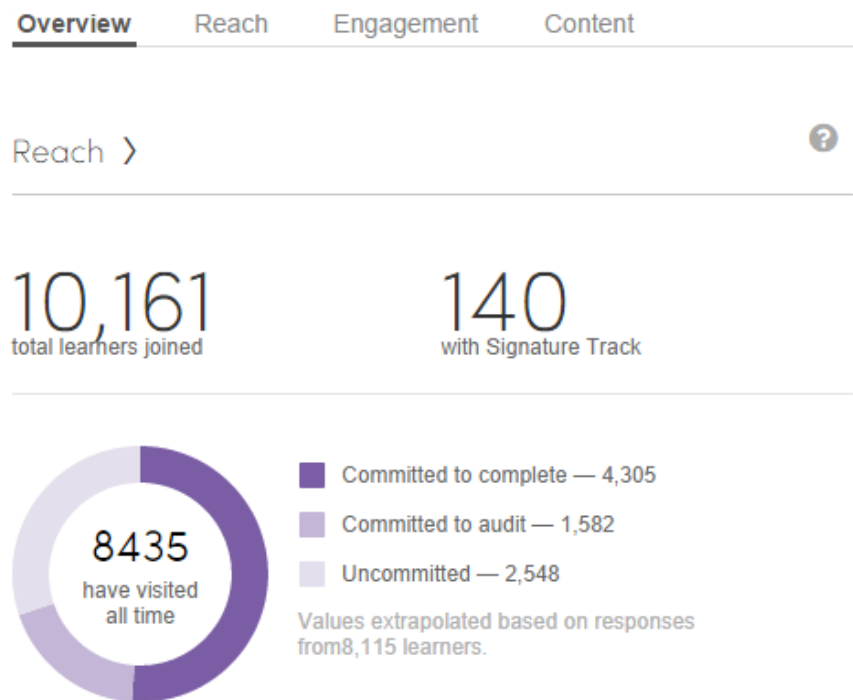 Overview Reach Engagement Content
Reach >
?
10,161 140
total learners joined with Signature Track
8435
have visited
all time
Committed to complete — 4,305
Committed to audit — 1,582
Uncommitted — 2,548
Values extrapolated based on responses
from8,115 learners.